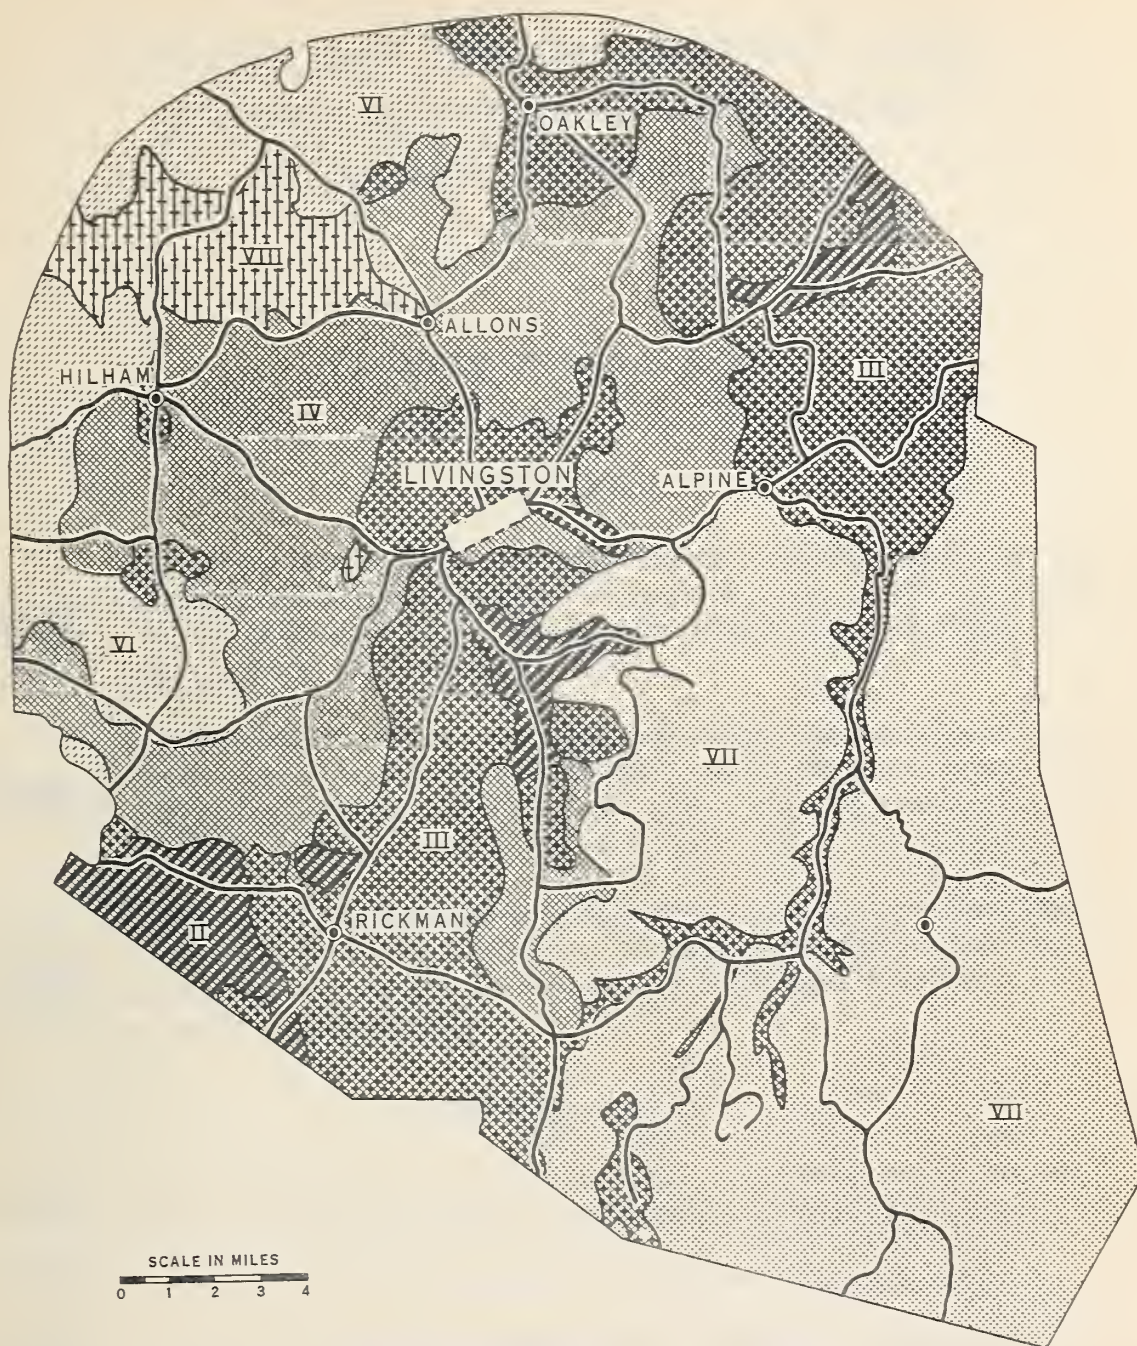 VI
OAKLEY
VIII
ALLONS
HILHAM
III
IV
LIVINGSTON
ALPINE
VI
VII
III
RICKMAN
II
VII
SCALE IN MILES
0 1 2 3 4